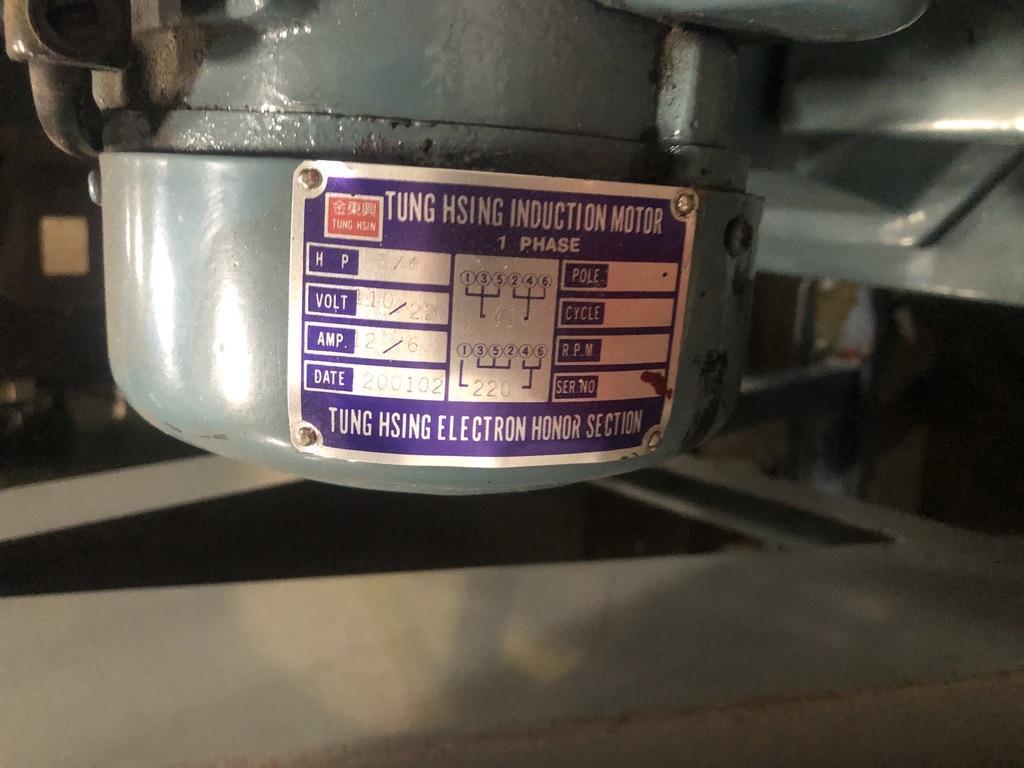 金東興
TUNG HSIN
TUNG HSING INDUCTION MOTOR
1 PHASE
H P 3/4
VOLT 110/220
AMP. 12/6
DATE 200102
①③⑤②④⑥
①③⑤②④⑥
220
POLE
CYCLE
R.P.M
SER.NO
TUNG HSING ELECTRON HONOR SECTION